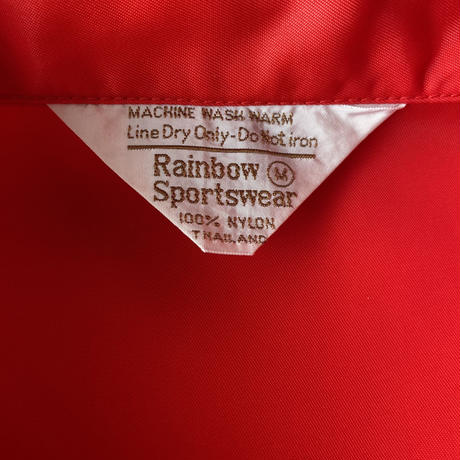 MACHINE WASH WARM
Line Dry Only-Do Not iron
Rainbow M
Sportswear
100% NYLON
THAILAND